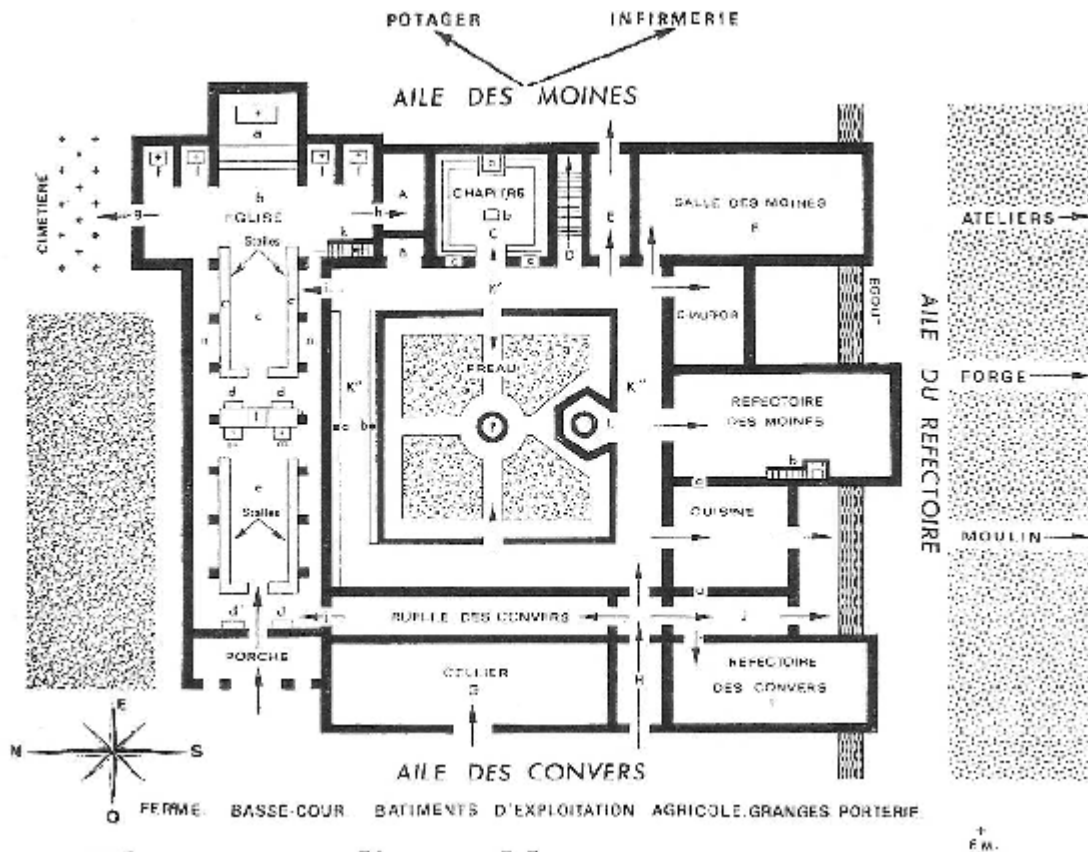 POTAGER INFIRMERIE
AILE DES MOINES
CIMETIÈRE
a
b
EGLISE
g
h
A
CHAPITRE
b
C
D
E
SALLE DES MOINES
F
ATELIERS
Stalles
k
K'
EGOUT
CHAUFFOIR
AILE DU REFECTOIRE
PREAU
K"
K"
a b
FORGE
REFECTOIRE
DES MOINES
d d
b
CUISINE
e
Stalles
MOULIN
d' d
RUELLE DES CONVERS
J
PORCHE
CELLIER
G
H
REFECTOIRE
DES CONVERS
I
E
N S
O
AILE DES CONVERS
FERME. BASSE-COUR. BATIMENTS D'EXPLOITATION AGRICOLE. GRANGES PORTERIE.
F.M.